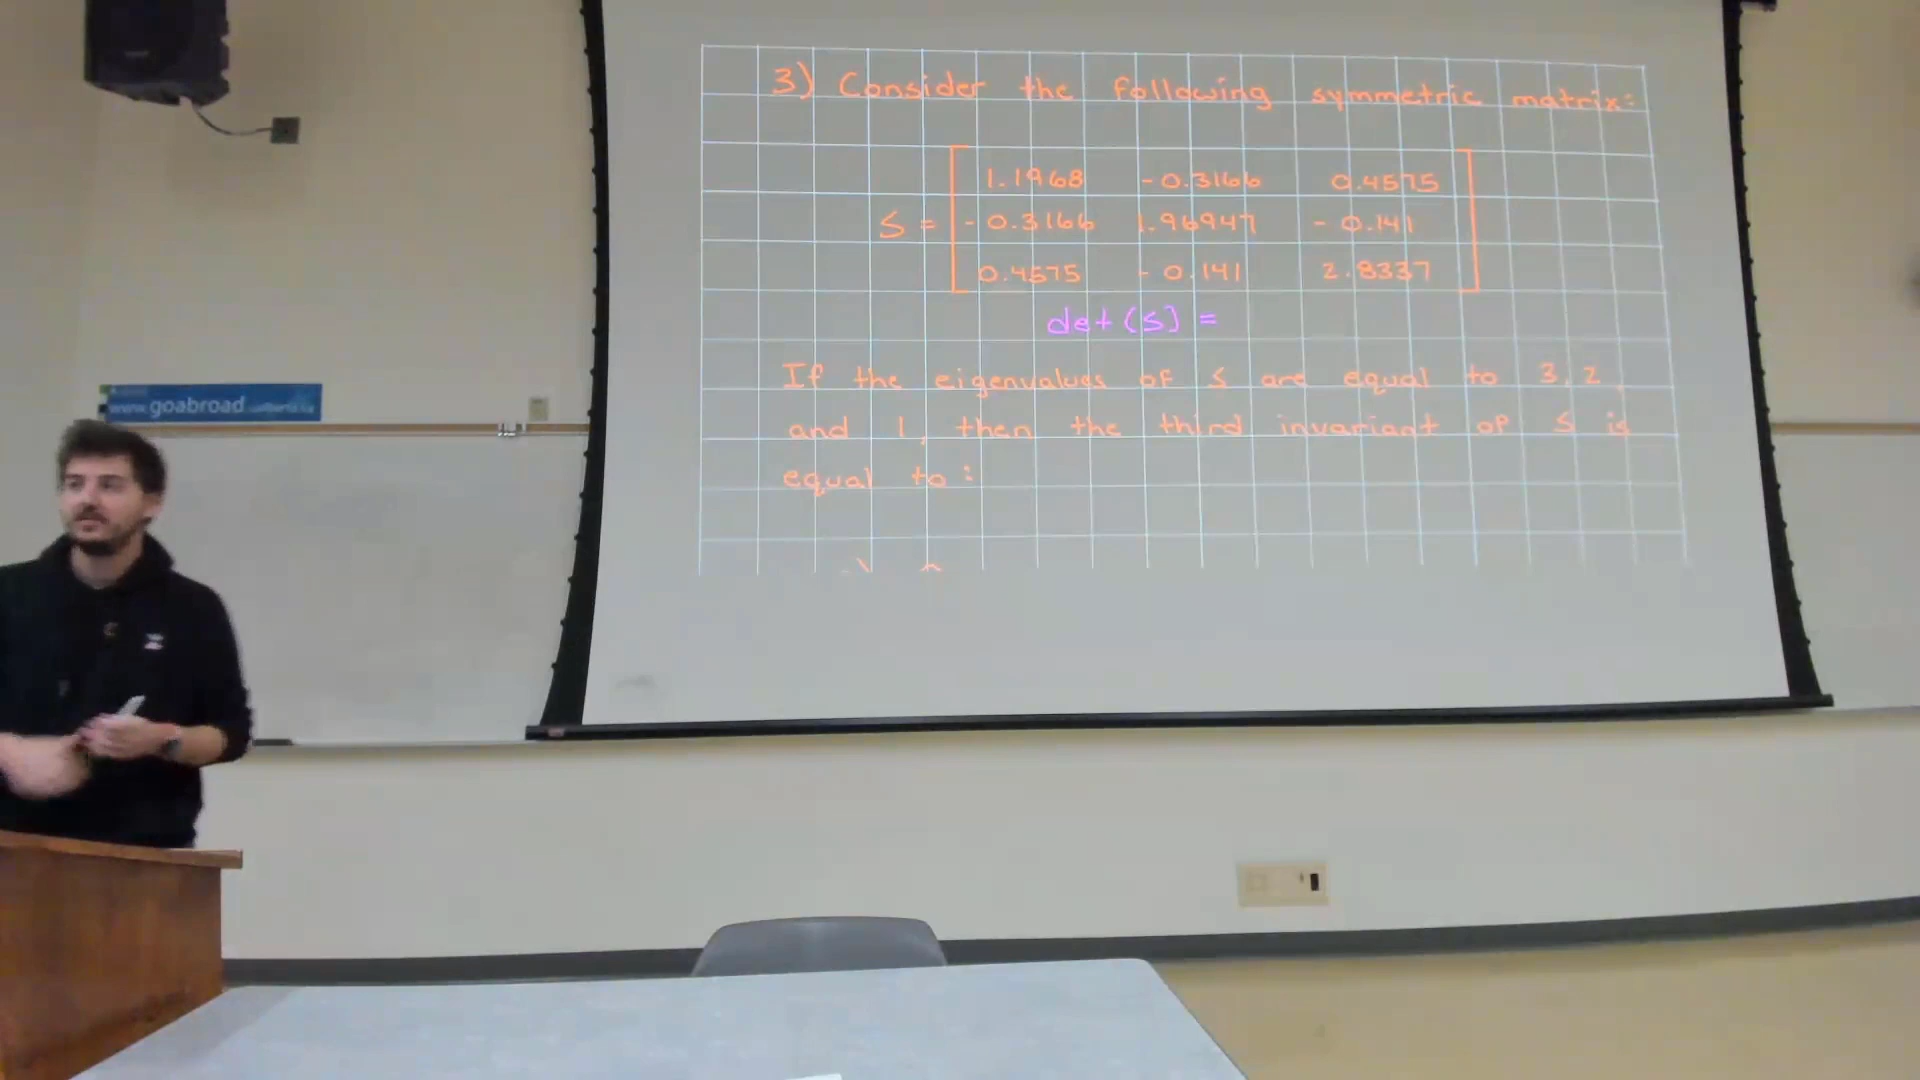 3) Consider the following symmetric matrix:
1.1968 -0.3166 0.4575
S = -0.3166 1.96947 -0.141
0.4575 -0.141 2.8337
det(S) =
If the eigenvalues of S are equal to 3, 2,
and 1, then the third invariant of S is
equal to:
www.goabroad